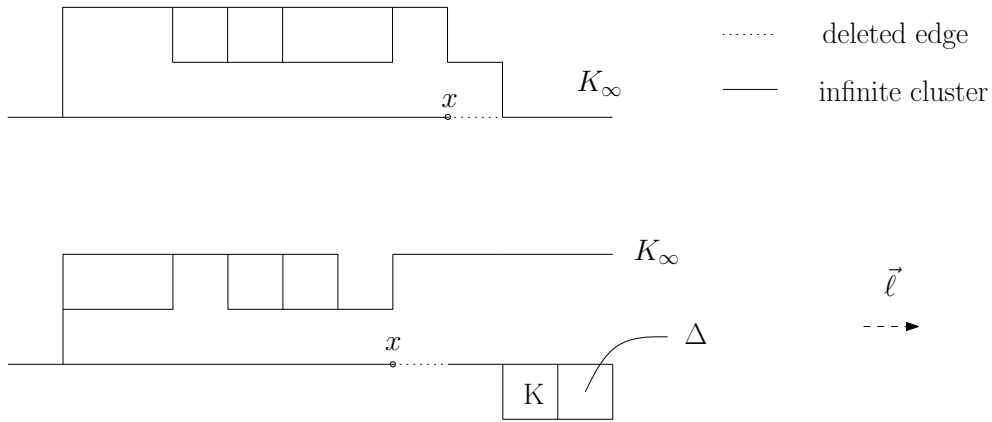 deleted edge
K∞
infinite cluster
x
K∞
ℓ⃗
Δ
x
K